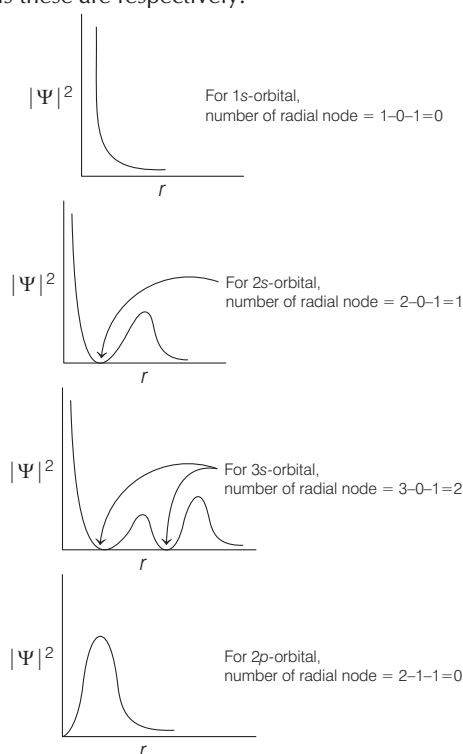 is these are respectively:
|Ψ|²
For 1s-orbital,
number of radial node = 1–0–1=0
r
|Ψ|²
For 2s-orbital,
number of radial node = 2–0–1=1
r
|Ψ|²
For 3s-orbital,
number of radial node = 3–0–1=2
r
|Ψ|²
For 2p-orbital,
number of radial node = 2–1–1=0
r